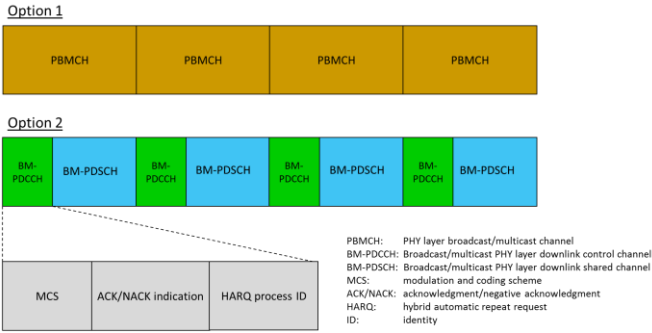 Option 1
PBMCH PBMCH PBMCH PBMCH
Option 2
BM-PDCCH BM-PDSCH BM-PDCCH BM-PDSCH BM-PDCCH BM-PDSCH BM-PDCCH BM-PDSCH
MCS ACK/NACK indication HARQ process ID
PBMCH: PHY layer broadcast/multicast channel
BM-PDCCH: Broadcast/multicast PHY layer downlink control channel
BM-PDSCH: Broadcast/multicast PHY layer downlink shared channel
MCS: modulation and coding scheme
ACK/NACK: acknowledgment/negative acknowledgment
HARQ: hybrid automatic repeat request
ID: identity